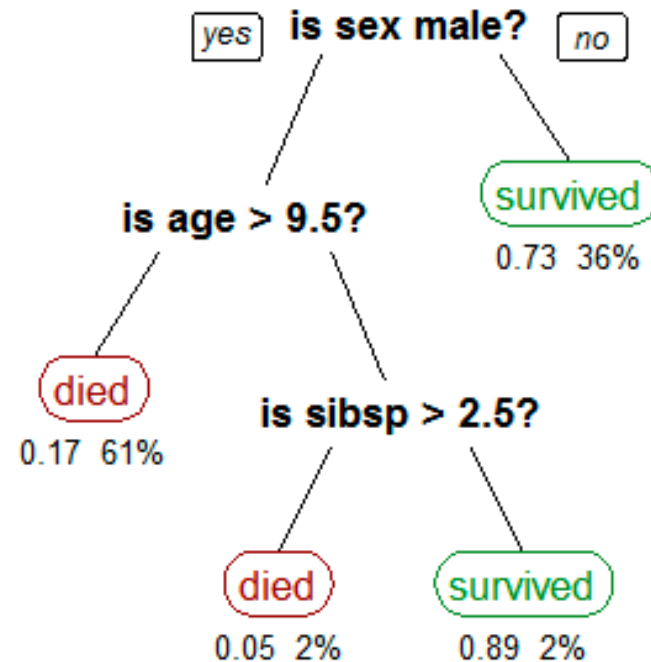 yes is sex male? no
survived
is age > 9.5?
0.73 36%
died
is sibsp > 2.5?
0.17 61%
died survived
0.05 2% 0.89 2%